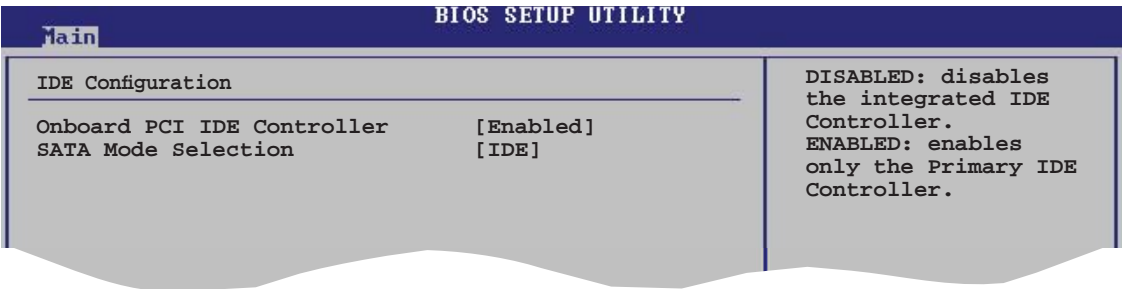 BIOS SETUP UTILITY
Main
IDE Configuration
Onboard PCI IDE Controller [Enabled]
SATA Mode Selection [IDE]
DISABLED: disables
the integrated IDE
Controller.
ENABLED: enables
only the Primary IDE
Controller.